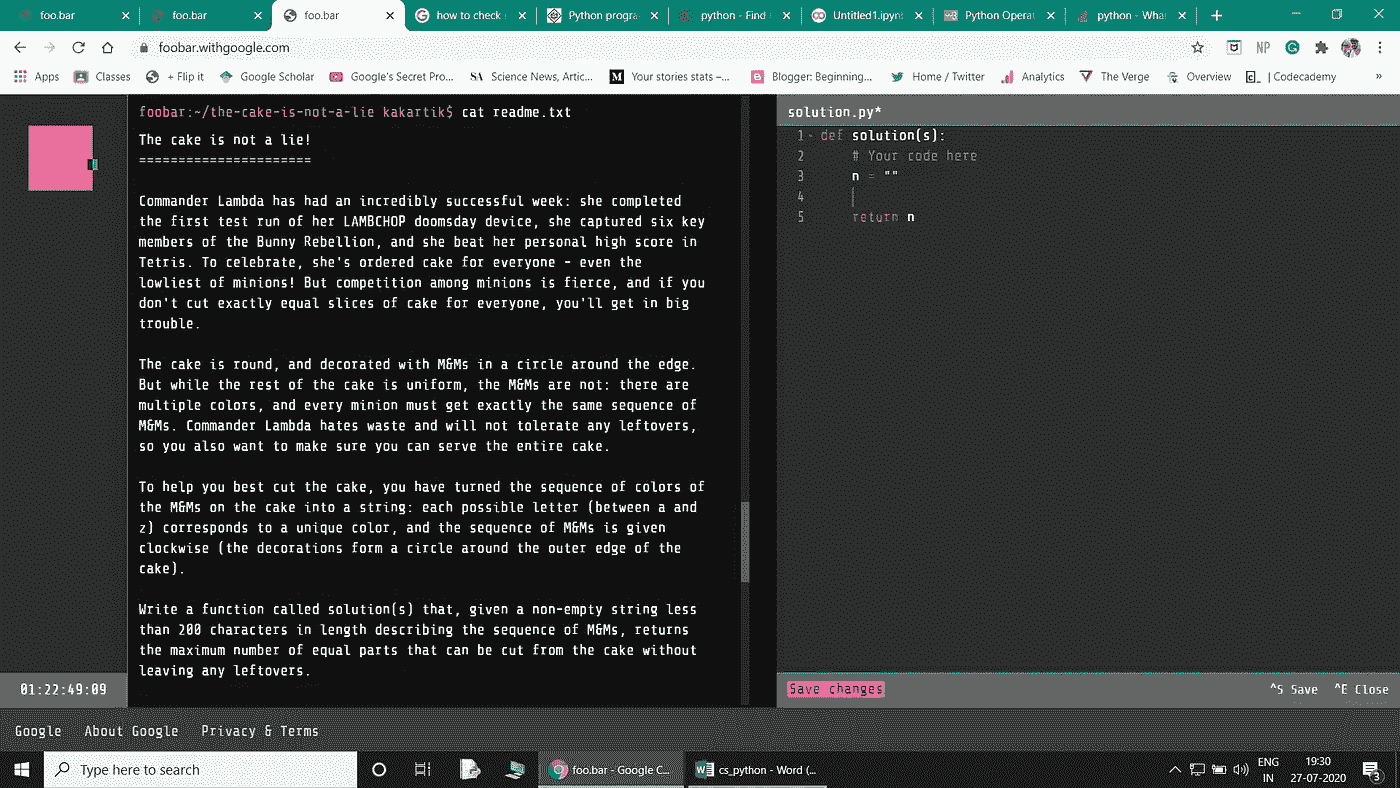 foo.bar
foo.bar
foo.bar
how to check
Python progra
python - Find
Untitled1.ipyn
Python Operat
python - Wha
foobar.withgoogle.com
NP
Apps
Classes
+ Flip it
Google Scholar
Google's Secret Pro...
SA Science News, Artic...
M Your stories stats –...
Blogger: Beginning...
Home / Twitter
Analytics
The Verge
Overview
| Codecademy
»
foobar:~/the-cake-is-not-a-lie kakartik$ cat readme.txt
The cake is not a lie!
======================
Commander Lambda has had an incredibly successful week: she completed
the first test run of her LAMBCHOP doomsday device, she captured six key
members of the Bunny Rebellion, and she beat her personal high score in
Tetris. To celebrate, she's ordered cake for everyone - even the
lowliest of minions! But competition among minions is fierce, and if you
don't cut exactly equal slices of cake for everyone, you'll get in big
trouble.
The cake is round, and decorated with M&Ms in a circle around the edge.
But while the rest of the cake is uniform, the M&Ms are not: there are
multiple colors, and every minion must get exactly the same sequence of
M&Ms. Commander Lambda hates waste and will not tolerate any leftovers,
so you also want to make sure you can serve the entire cake.
To help you best cut the cake, you have turned the sequence of colors of
the M&Ms on the cake into a string: each possible letter (between a and
z) corresponds to a unique color, and the sequence of M&Ms is given
clockwise (the decorations form a circle around the outer edge of the
cake).
Write a function called solution(s) that, given a non-empty string less
than 200 characters in length describing the sequence of M&Ms, returns
the maximum number of equal parts that can be cut from the cake without
leaving any leftovers.
01:22:49:09
solution.py*
1 def solution(s):
2 # Your code here
3 n = ""
4
5 return n
Save changes
^S Save ^E Close
Google About Google Privacy & Terms
Type here to search
foo.bar - Google C...
cs_python - Word (...
ENG
IN
19:30
27-07-2020
3